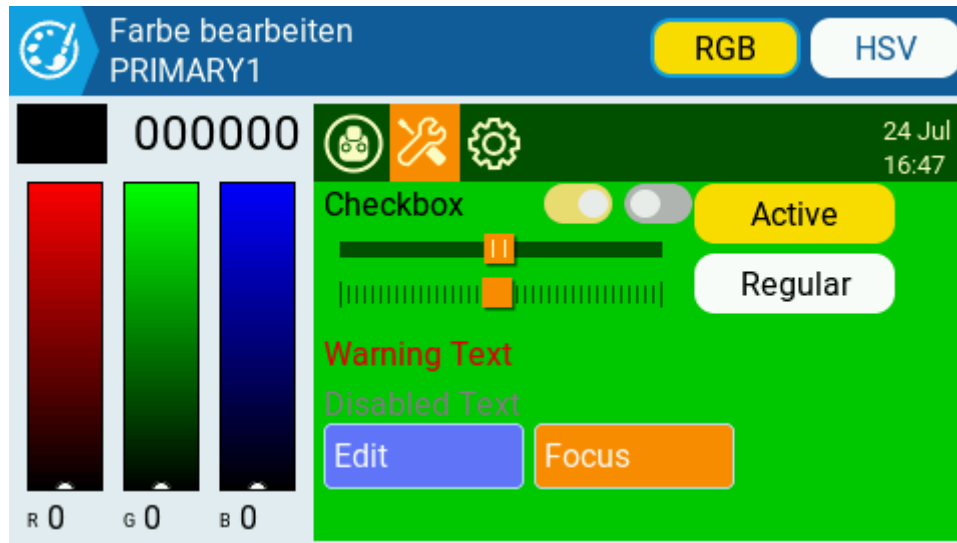 Farbe bearbeiten
PRIMARY1
RGB
HSV
000000
24 Jul
16:47
Checkbox
Active
Regular
Warning Text
Disabled Text
Edit
Focus
R 0
G 0
B 0